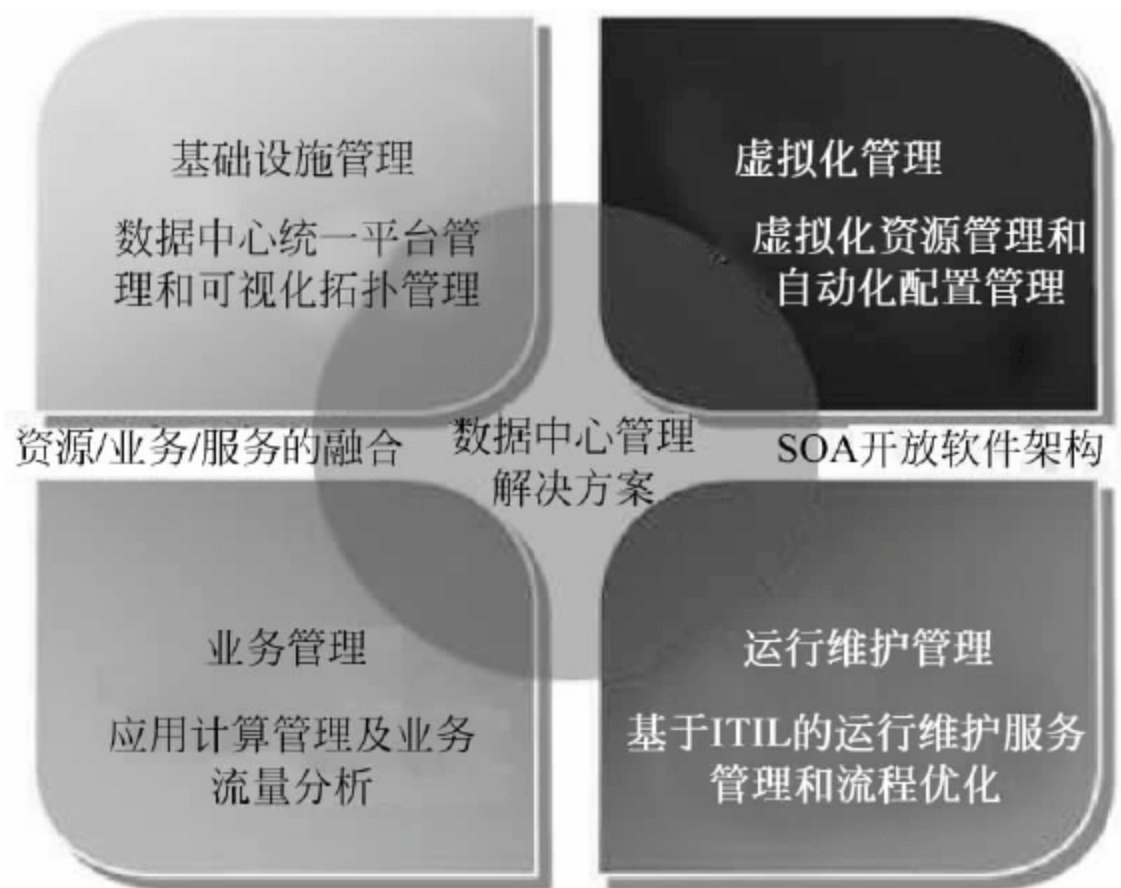 基础设施管理
数据中心统一平台管
理和可视化拓扑管理
虚拟化管理
虚拟化资源管理和
自动化配置管理
资源/业务/服务的融合
数据中心管理
解决方案
SOA开放软件架构
业务管理
应用计算管理及业务
流量分析
运行维护管理
基于ITIL的运行维护服务
管理和流程优化